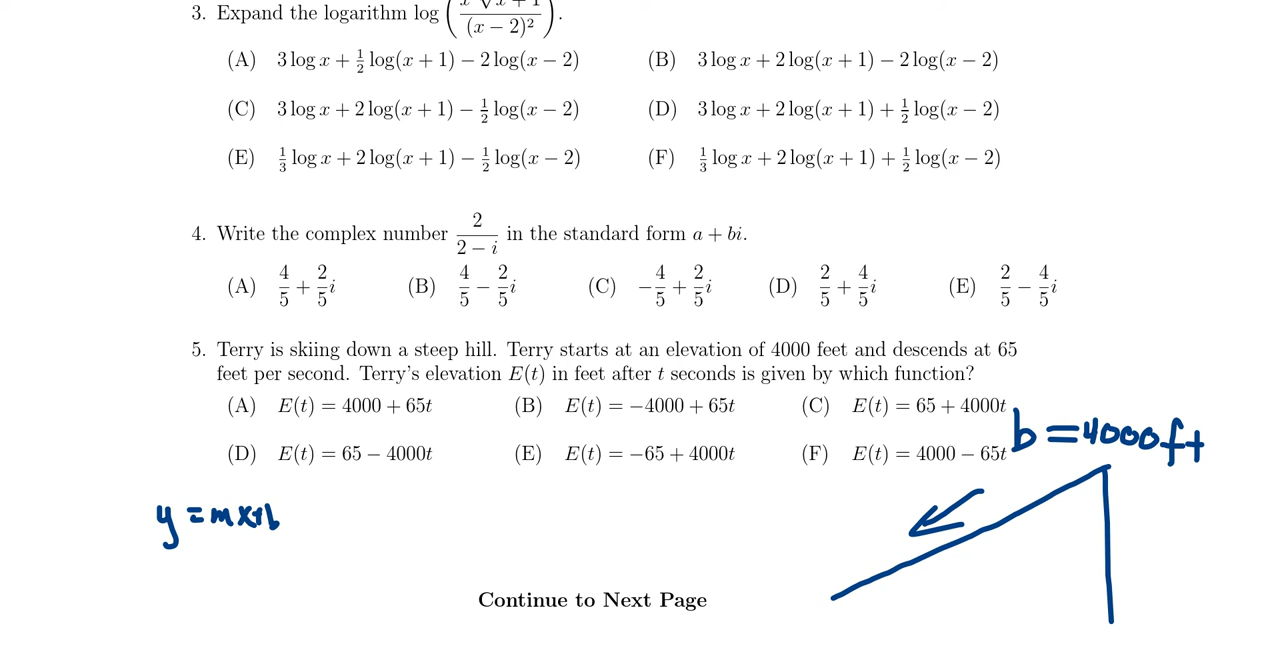 3. Expand the logarithm log ( √x + 1 / (x − 2)² ).
(A) 3 log x + 1/2 log(x + 1) − 2 log(x − 2) (B) 3 log x + 2 log(x + 1) − 2 log(x − 2)
(C) 3 log x + 2 log(x + 1) − 1/2 log(x − 2) (D) 3 log x + 2 log(x + 1) + 1/2 log(x − 2)
(E) 1/3 log x + 2 log(x + 1) − 1/2 log(x − 2) (F) 1/3 log x + 2 log(x + 1) + 1/2 log(x − 2)
4. Write the complex number 2/(2 − i) in the standard form a + bi.
(A) 4/5 + 2/5 i (B) 4/5 − 2/5 i (C) −4/5 + 2/5 i (D) 2/5 + 4/5 i (E) 2/5 − 4/5 i
5. Terry is skiing down a steep hill. Terry starts at an elevation of 4000 feet and descends at 65
feet per second. Terry's elevation E(t) in feet after t seconds is given by which function?
(A) E(t) = 4000 + 65t (B) E(t) = −4000 + 65t (C) E(t) = 65 + 4000t
(D) E(t) = 65 − 4000t (E) E(t) = −65 + 4000t (F) E(t) = 4000 − 65t
b = 4000ft
y = mx+b
Continue to Next Page